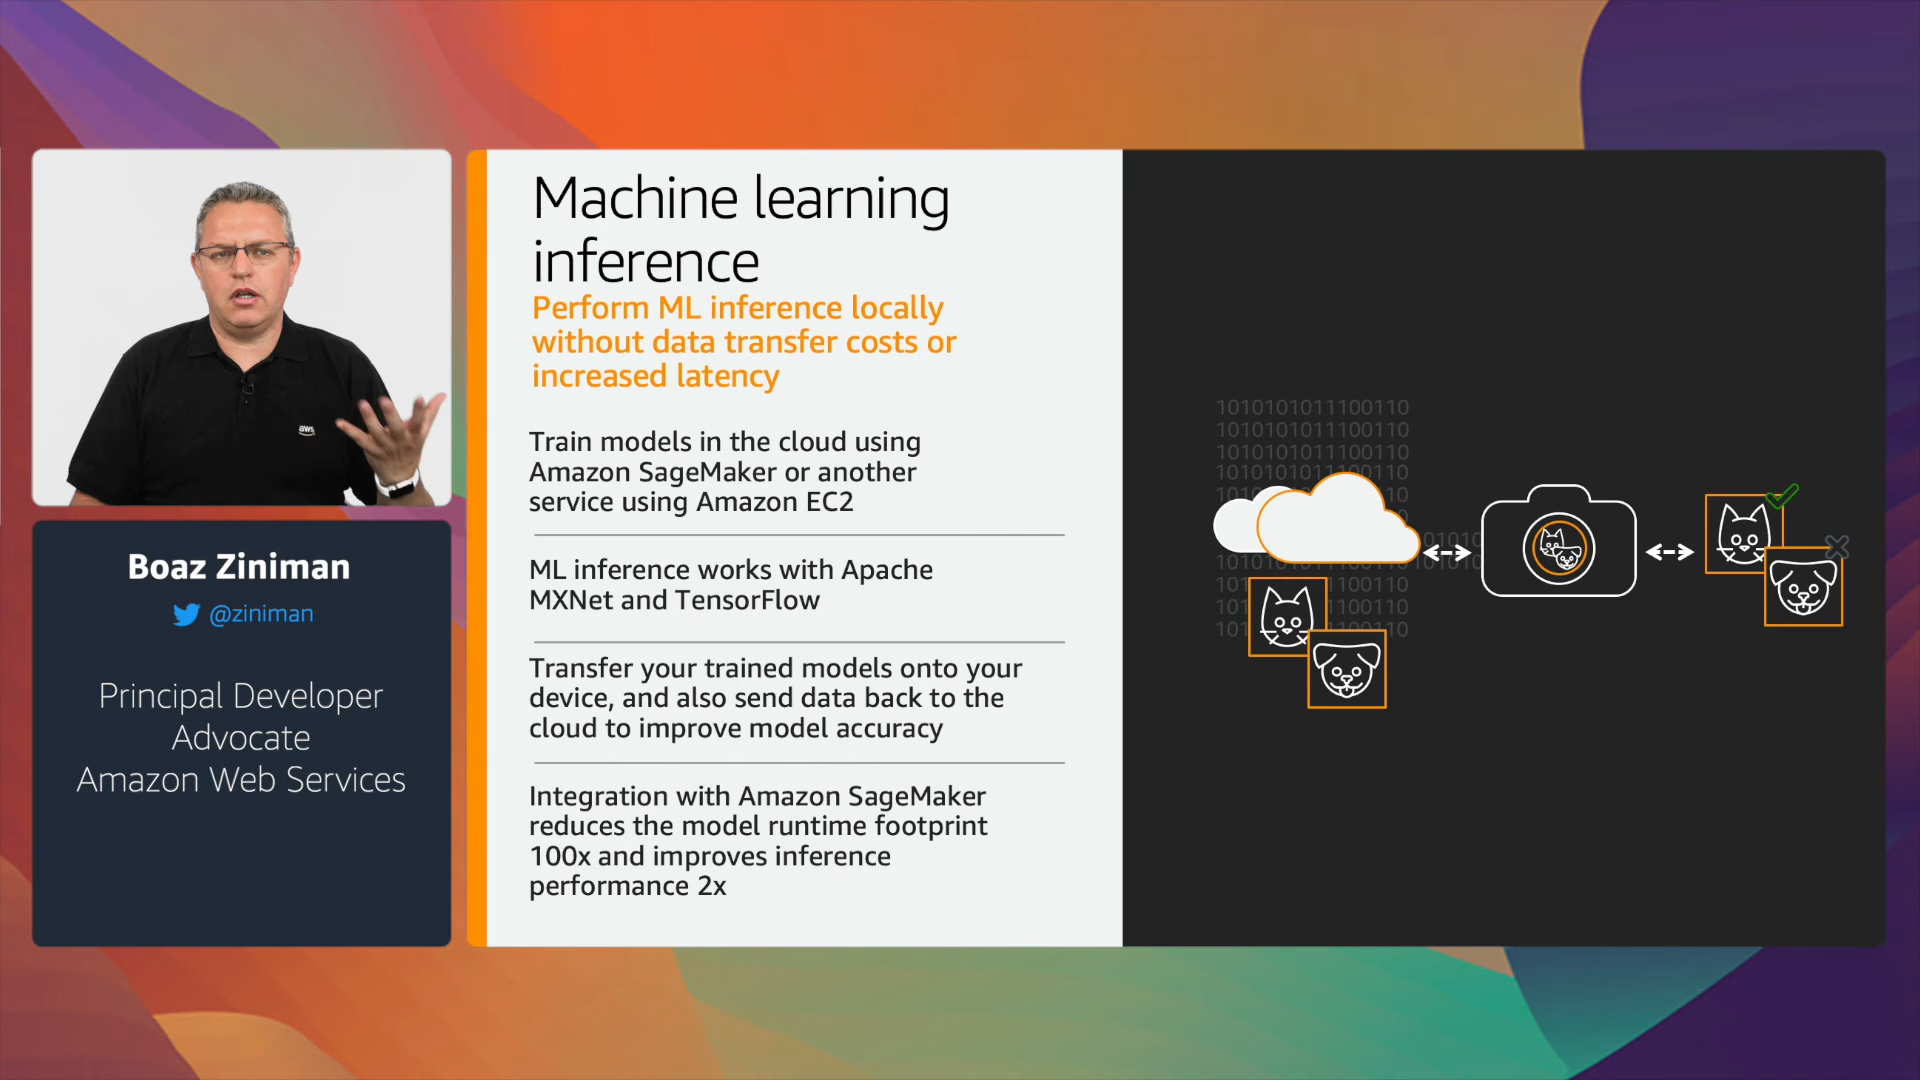 aws
Boaz Ziniman
@ziniman
Principal Developer
Advocate
Amazon Web Services
Machine learning
inference
Perform ML inference locally
without data transfer costs or
increased latency
Train models in the cloud using
Amazon SageMaker or another
service using Amazon EC2
ML inference works with Apache
MXNet and TensorFlow
Transfer your trained models onto your
device, and also send data back to the
cloud to improve model accuracy
Integration with Amazon SageMaker
reduces the model runtime footprint
100x and improves inference
performance 2x
1010101011100110
1010101011100110
1010101011100110
1010101011100110